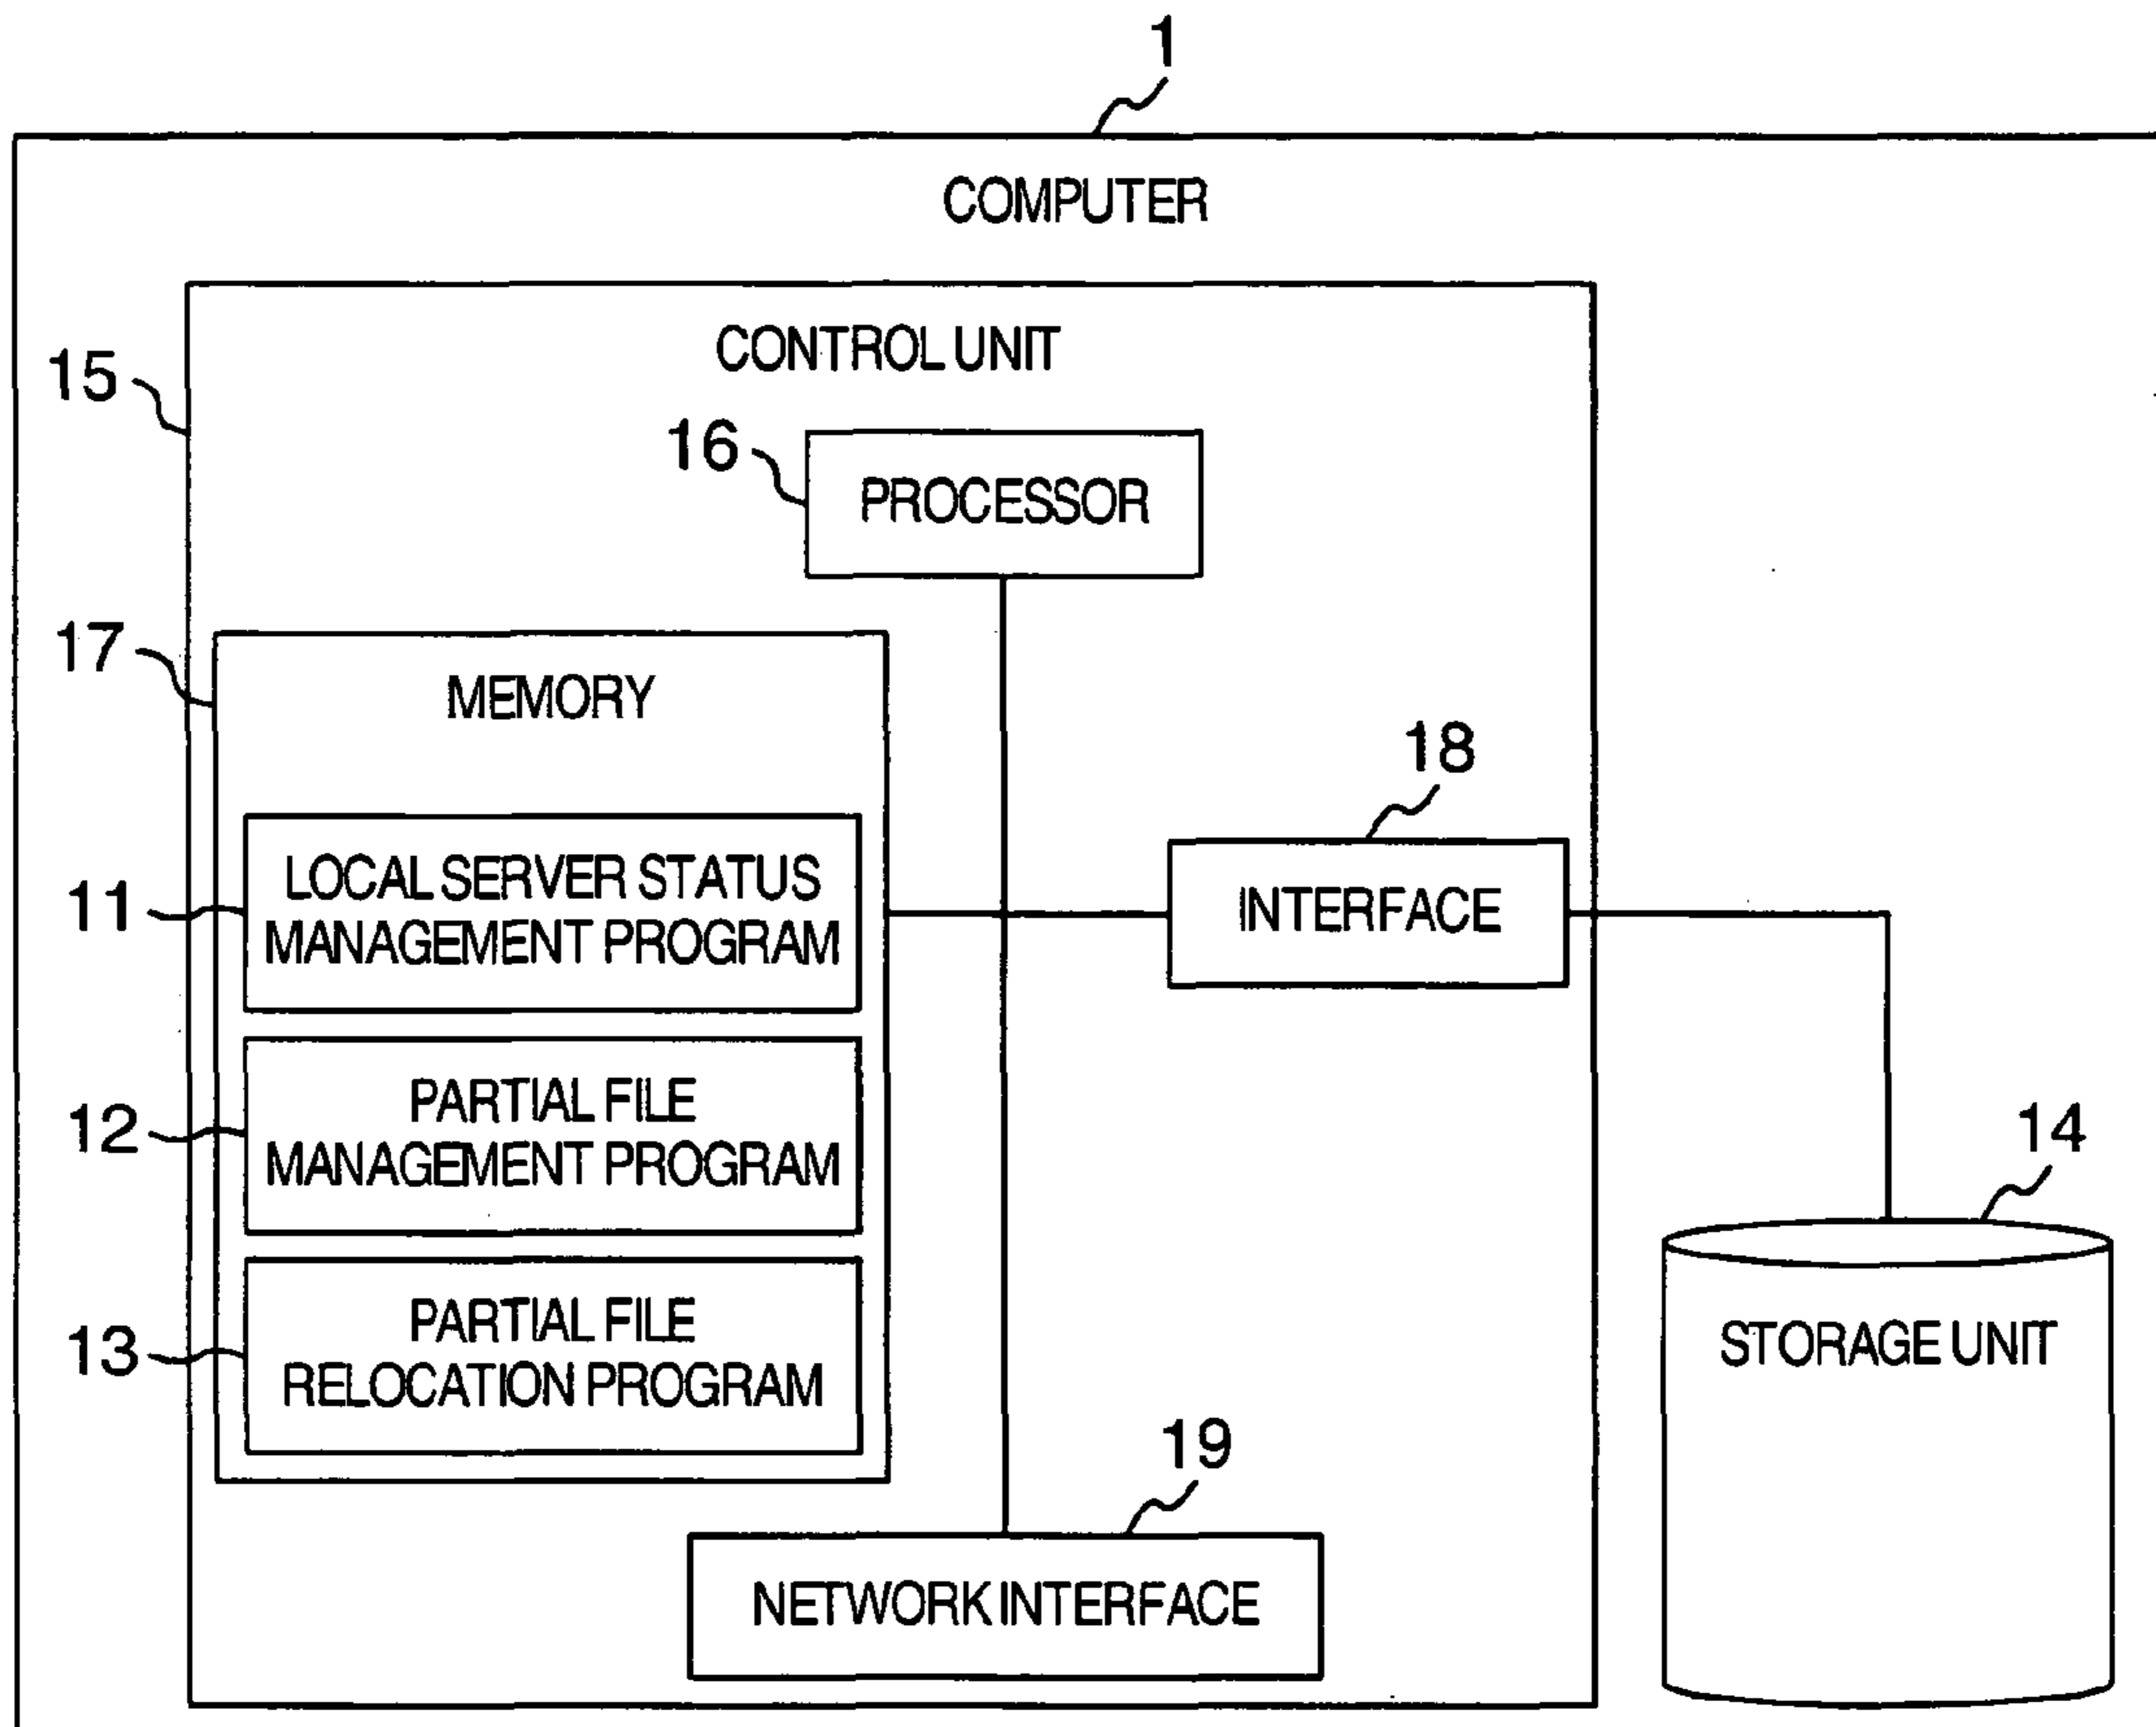 1
COMPUTER
CONTROL UNIT
15
16
PROCESSOR
17
MEMORY
18
LOCAL SERVER STATUS
MANAGEMENT PROGRAM
11
INTERFACE
PARTIAL FILE
MANAGEMENT PROGRAM
12
14
PARTIAL FILE
RELOCATION PROGRAM
13
STORAGE UNIT
19
NETWORK INTERFACE